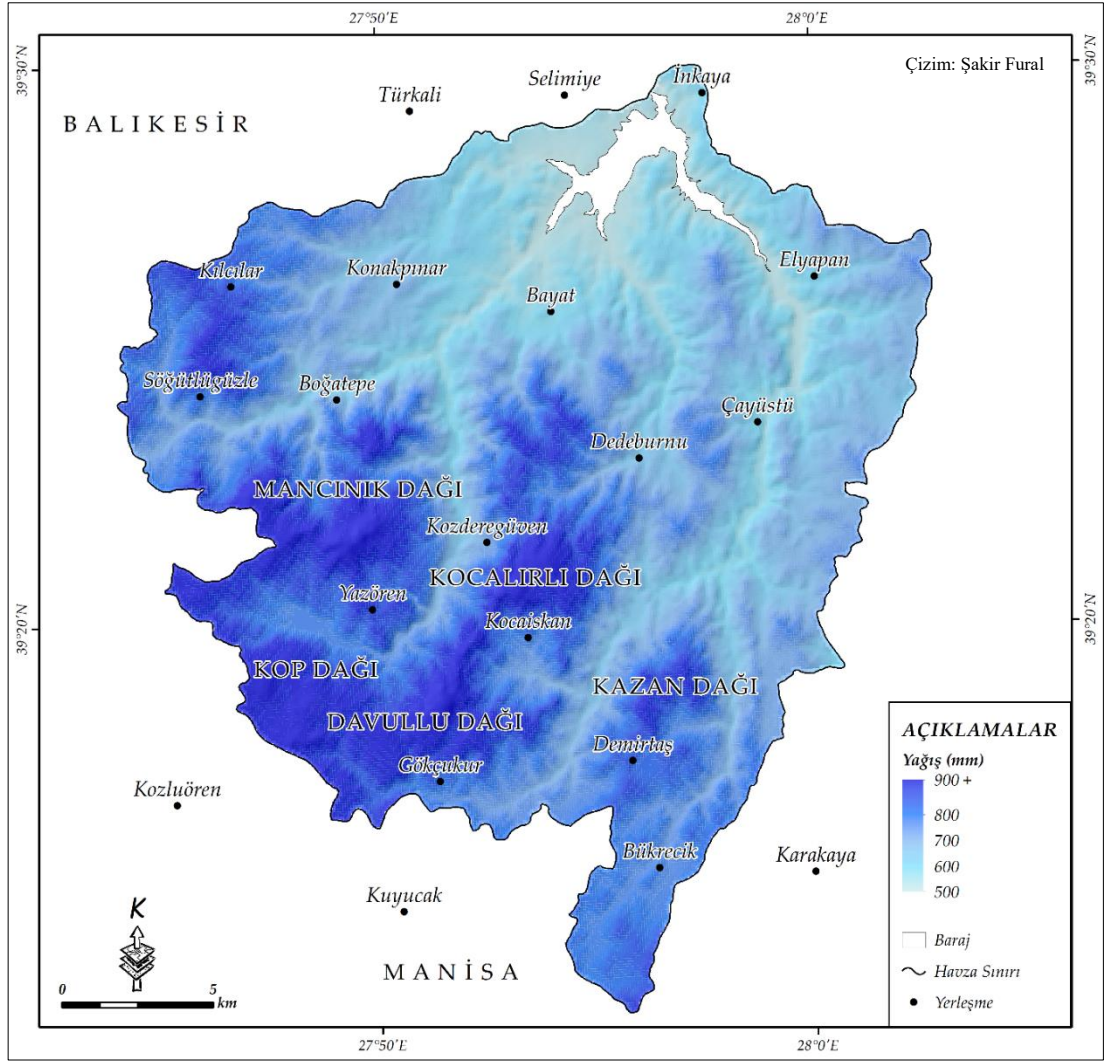 27°50'E
28°0'E
39°30'N
39°30'N
Çizim: Şakir Fural
İnkaya
Selimiye
Türkali
BALIKESİR
Kılcılar
Konakpınar
Elyapan
Bayat
Söğütlügüzle
Boğatepe
Çayüstü
Dedeburnu
MANCINIK DAĞI
Kozderegüven
KOCALIRLI DAĞI
Yazören
Kocaiskan
39°20'N
39°20'N
KOP DAĞI
KAZAN DAĞI
DAVULLU DAĞI
Demirtaş
Gökçukur
Kozluören
Bükrecik
Karakaya
Kuyucak
MANİSA
K
0 5
km
AÇIKLAMALAR
Yağış (mm)
900 +
800
700
600
500
Baraj
Havza Sınırı
Yerleşme
27°50'E
28°0'E